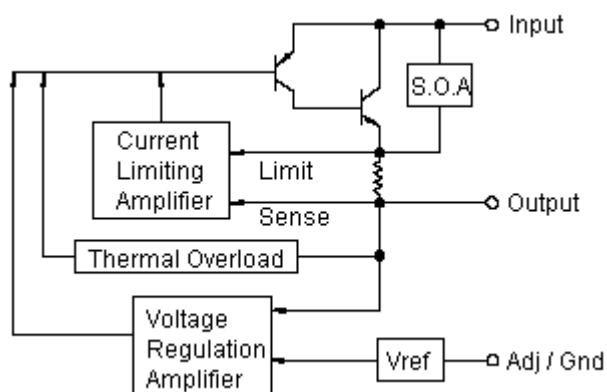 Input
S.O.A
Current
Limiting
Amplifier
Limit
Sense
Output
Thermal Overload
Voltage
Regulation
Amplifier
Vref
Adj / Gnd